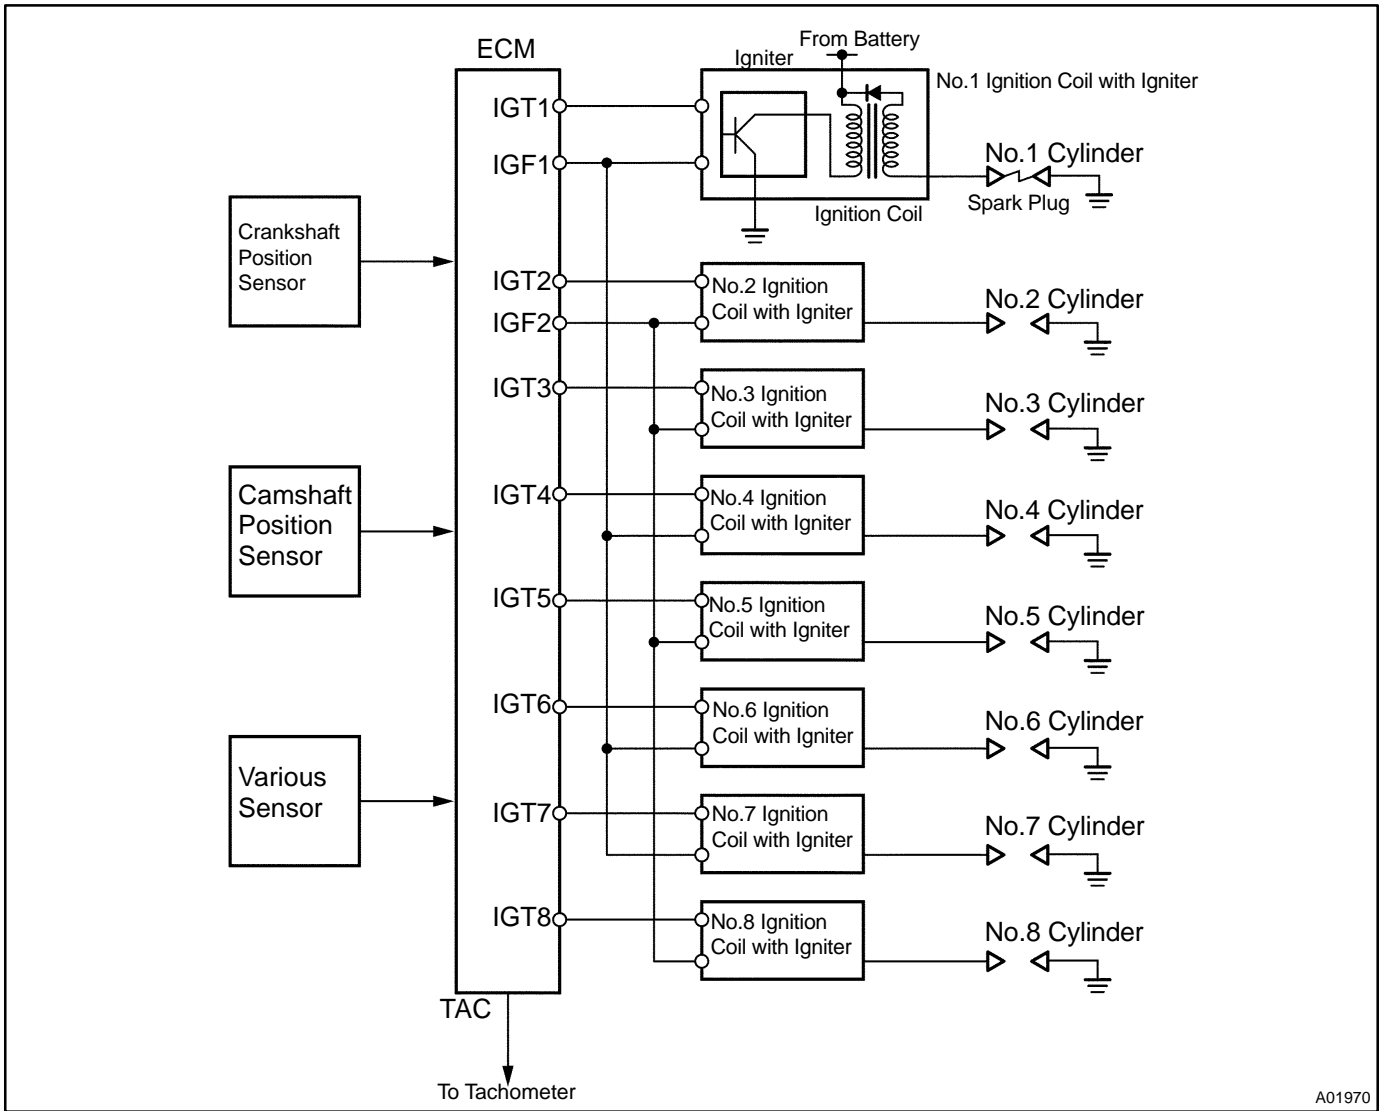 From Battery
ECM
Igniter
No.1 Ignition Coil with Igniter
IGT1
IGF1
No.1 Cylinder
Spark Plug
Ignition Coil
Crankshaft
Position
Sensor
IGT2
No.2 Ignition
Coil with Igniter
No.2 Cylinder
IGF2
IGT3
No.3 Ignition
Coil with Igniter
No.3 Cylinder
Camshaft
Position
Sensor
IGT4
No.4 Ignition
Coil with Igniter
No.4 Cylinder
IGT5
No.5 Ignition
Coil with Igniter
No.5 Cylinder
IGT6
No.6 Ignition
Coil with Igniter
No.6 Cylinder
Various
Sensor
IGT7
No.7 Ignition
Coil with Igniter
No.7 Cylinder
IGT8
No.8 Ignition
Coil with Igniter
No.8 Cylinder
TAC
To Tachometer
A01970